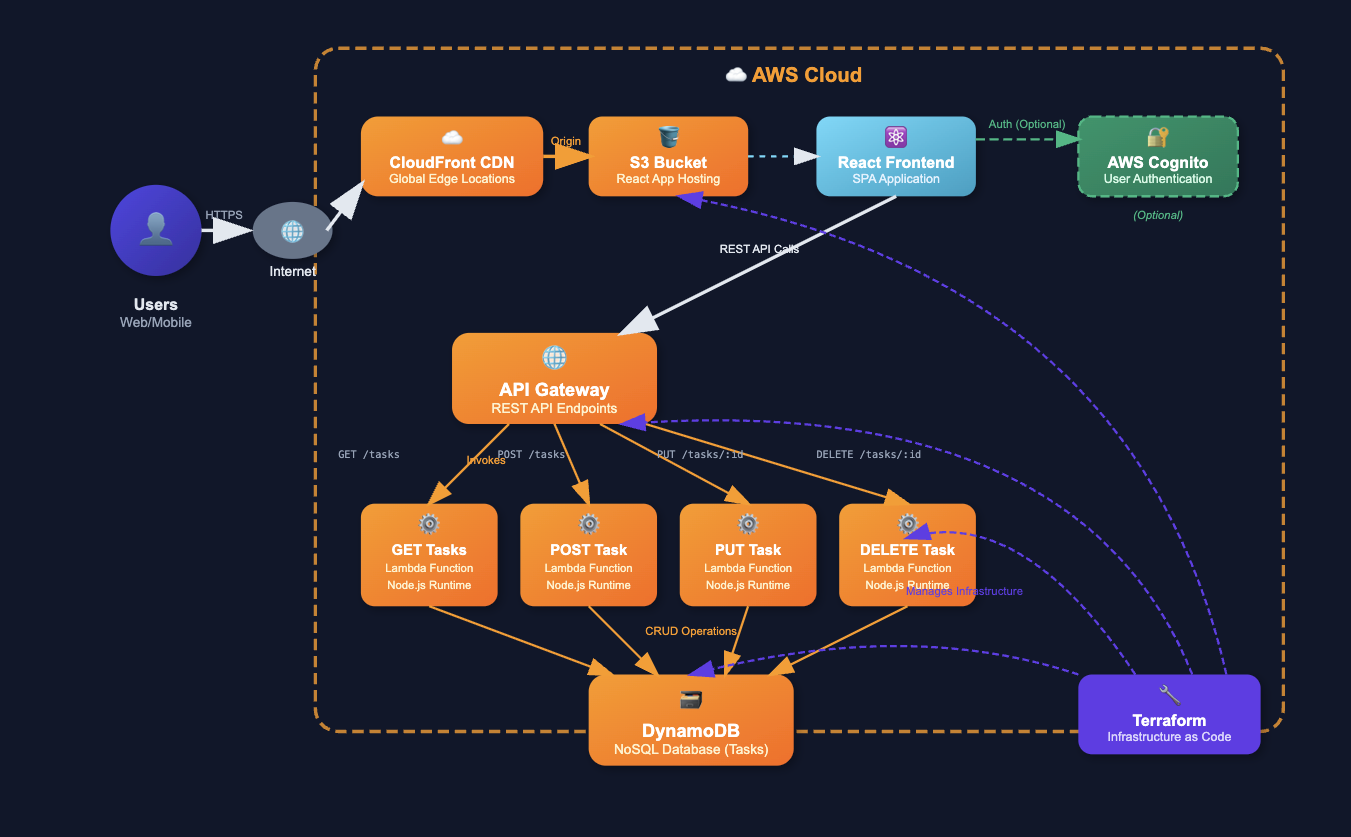 AWS Cloud
CloudFront CDN
Global Edge Locations
Origin
S3 Bucket
React App Hosting
React Frontend
SPA Application
Auth (Optional)
AWS Cognito
User Authentication
(Optional)
HTTPS
Internet
Users
Web/Mobile
REST API Calls
API Gateway
REST API Endpoints
GET /tasks
Invokes
POST /tasks
PUT /tasks/:id
DELETE /tasks/:id
GET Tasks
Lambda Function
Node.js Runtime
POST Task
Lambda Function
Node.js Runtime
PUT Task
Lambda Function
Node.js Runtime
DELETE Task
Lambda Function
Node.js Runtime
Manages Infrastructure
CRUD Operations
DynamoDB
NoSQL Database (Tasks)
Terraform
Infrastructure as Code